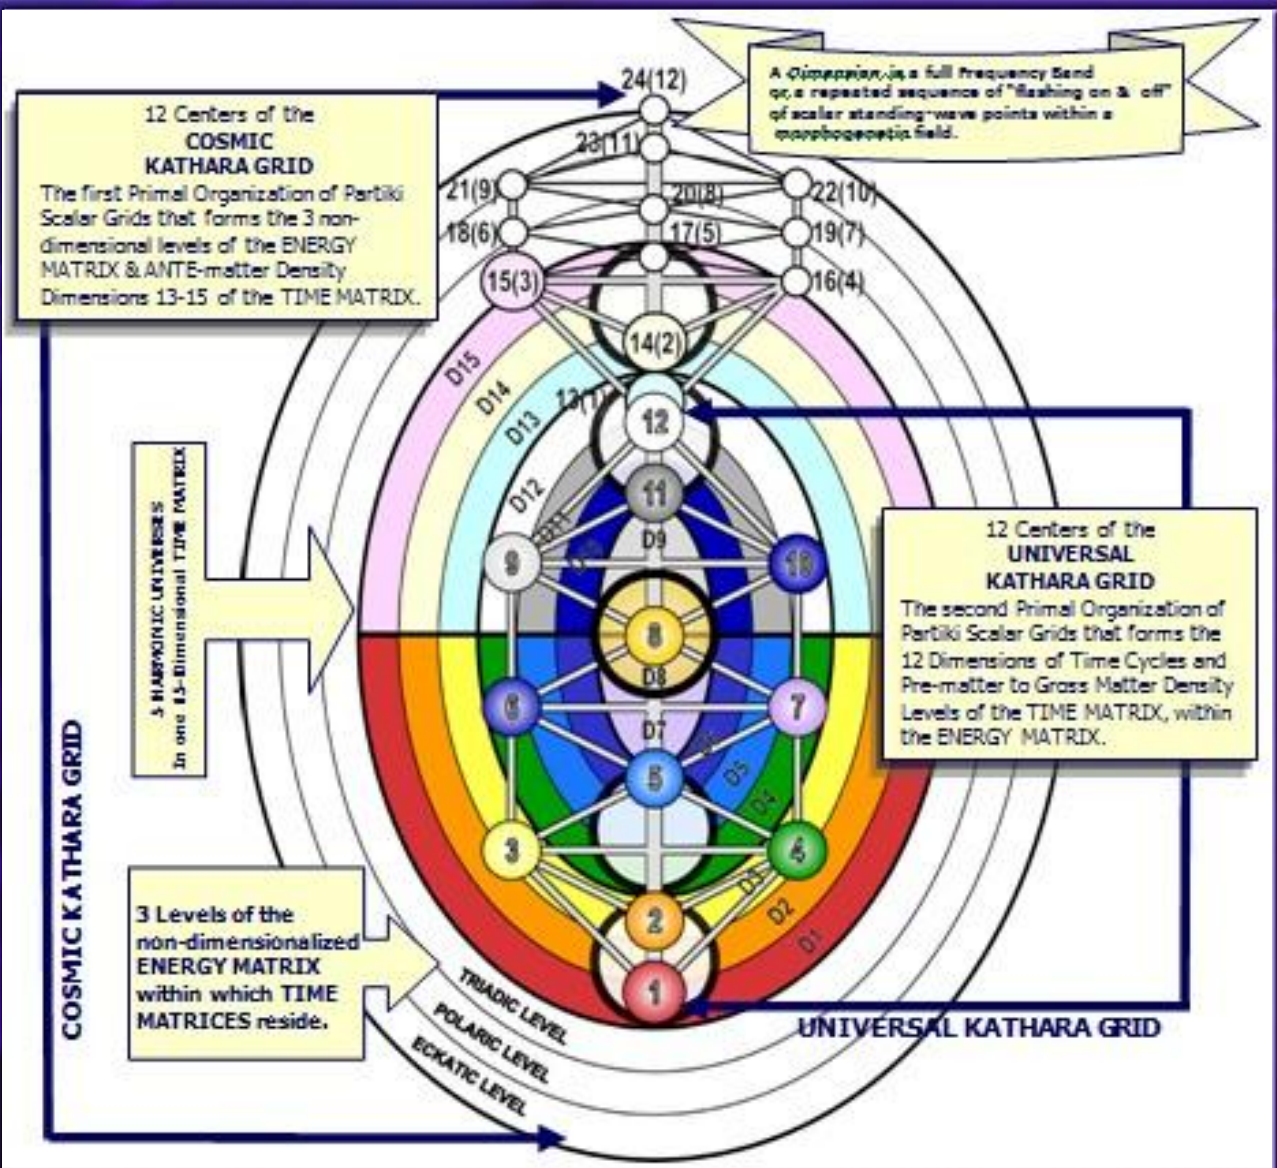 A Dimension is a full Frequency Band
or, a repeated sequence of "flashing on & off"
of scalar standing-wave points within a
morphogenetic field.
12 Centers of the
COSMIC
KATHARA GRID
The first Primal Organization of Partiki
Scalar Grids that forms the 3 non-
dimensional levels of the ENERGY
MATRIX & ANTE-matter Density
Dimensions 13-15 of the TIME MATRIX.
24(12)
23(11)
21(9)
22(10)
20(8)
18(6)
19(7)
17(5)
15(3)
16(4)
14(2)
13(1)
12
11
9
10
8
6
7
5
3
4
2
1
D15
D14
D13
D12
D11
D10
D9
D8
D7
D6
D5
D4
D3
D2
D1
5 HARMONIC UNIVERSES
In one 15-Dimensional TIME MATRIX
12 Centers of the
UNIVERSAL
KATHARA GRID
The second Primal Organization of
Partiki Scalar Grids that forms the
12 Dimensions of Time Cycles and
Pre-matter to Gross Matter Density
Levels of the TIME MATRIX, within
the ENERGY MATRIX.
COSMIC KATHARA GRID
3 Levels of the
non-dimensionalized
ENERGY MATRIX
within which TIME
MATRICES reside.
TRIADIC LEVEL
POLARIC LEVEL
ECKATIC LEVEL
UNIVERSAL KATHARA GRID